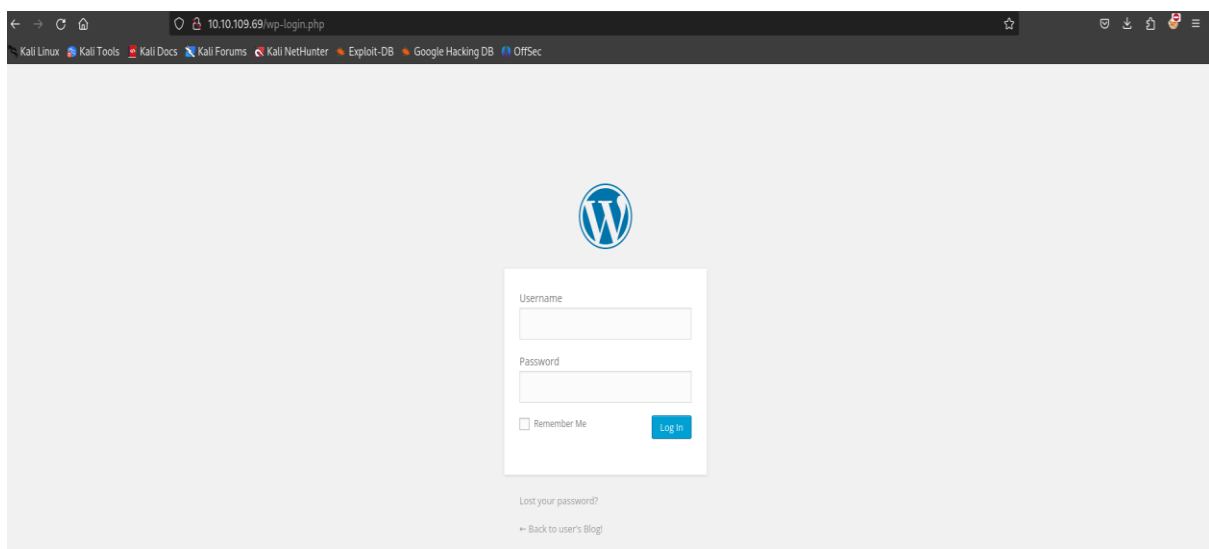 10.10.109.69/wp-login.php
Kali Linux Kali Tools Kali Docs Kali Forums Kali NetHunter Exploit-DB Google Hacking DB OffSec
Username
Password
Remember Me
Log In
Lost your password?
← Back to user's Blog!